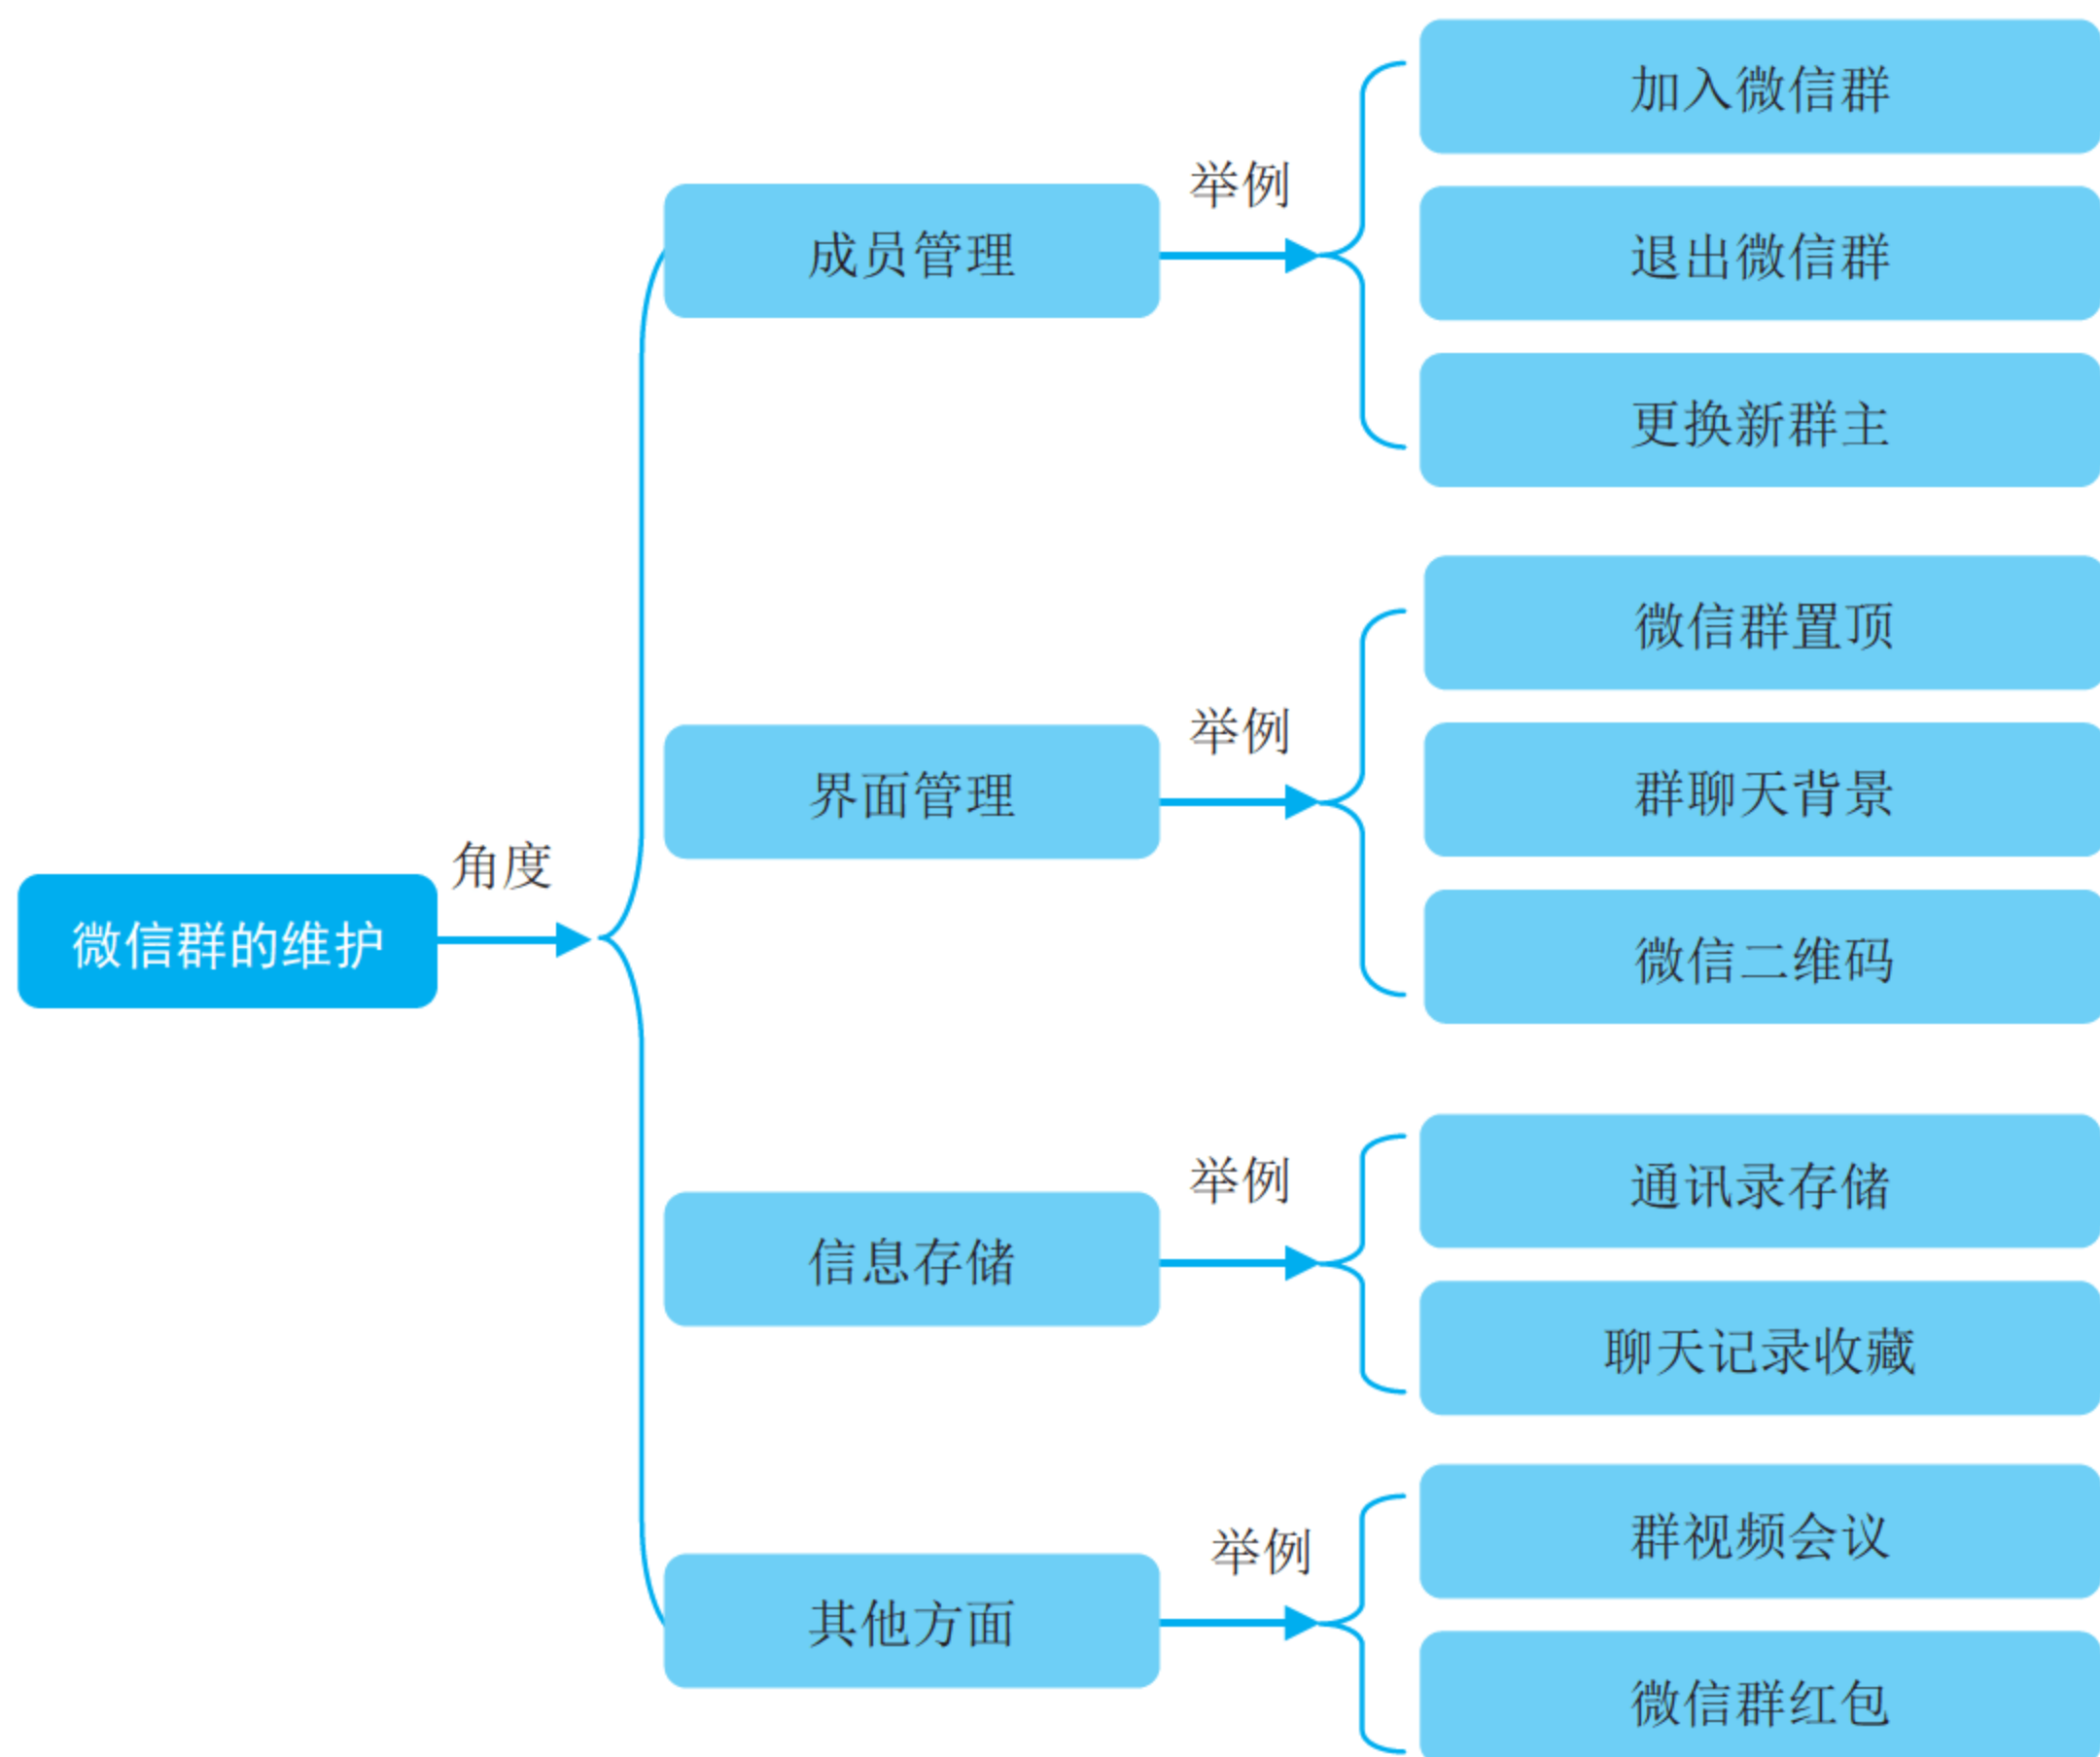 微信群的维护
角度
成员管理
举例
加入微信群
退出微信群
更换新群主
界面管理
举例
微信群置顶
群聊天背景
微信二维码
信息存储
举例
通讯录存储
聊天记录收藏
其他方面
举例
群视频会议
微信群红包